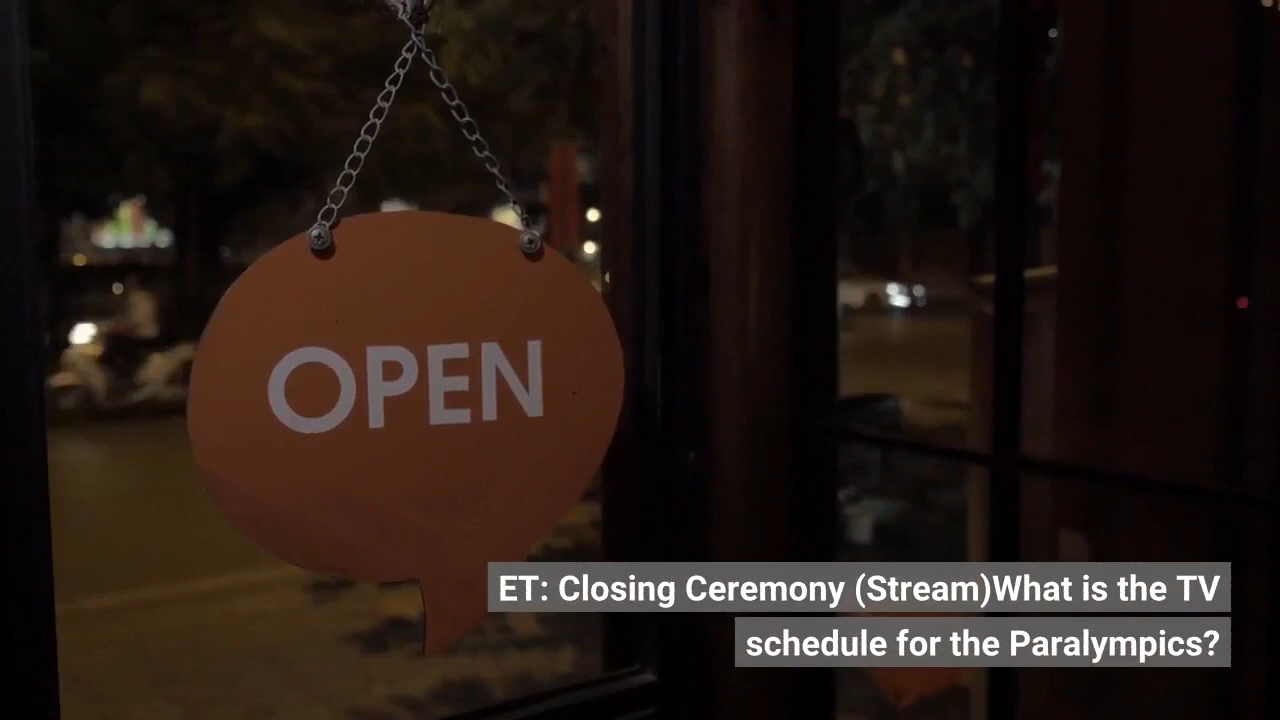 OPEN
ET: Closing Ceremony (Stream)What is the TV
schedule for the Paralympics?